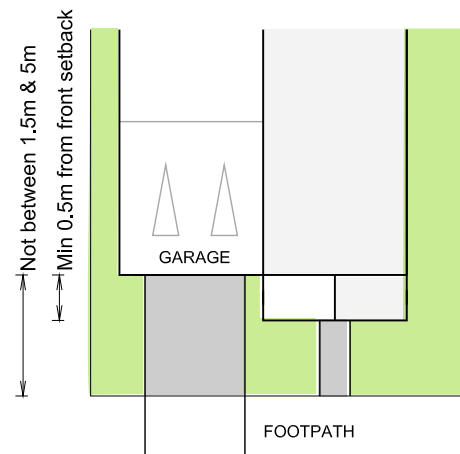 Not between 1.5m & 5m
Min 0.5m from front setback
GARAGE
FOOTPATH